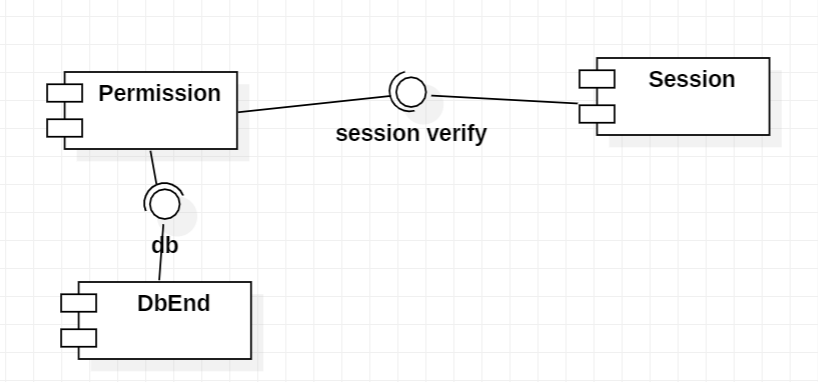 Permission
Session
session verify
db
DbEnd